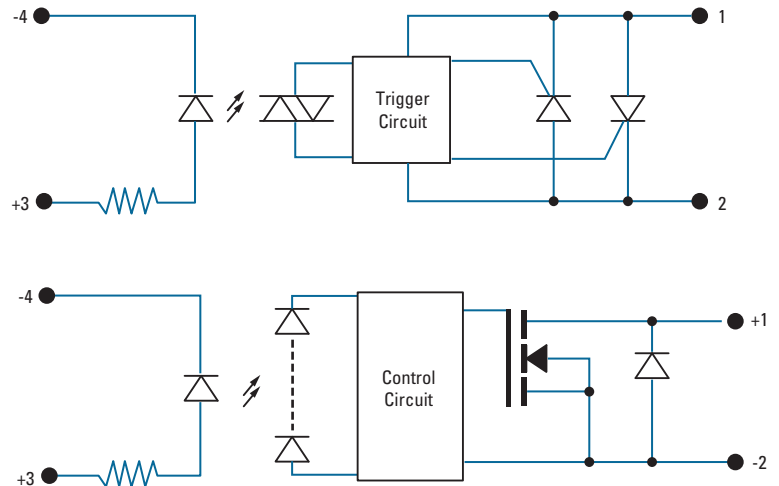 -4
1
Trigger
Circuit
+3
2
-4
+1
Control
Circuit
+3
-2